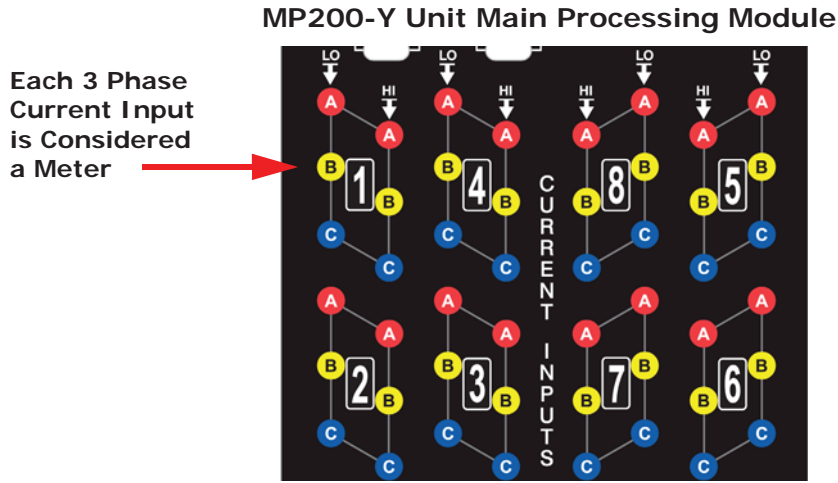 MP200-Y Unit Main Processing Module
Each 3 Phase
Current Input
is Considered
a Meter
LO LO LO LO
HI HI HI HI
A A A A
A A A A
B B B B
1 4 8 5
B B B B
C C C C
C C C C
CURRENT INPUTS
A A A A
A A A A
B B B B
2 3 7 6
B B B B
C C C C
C C C C